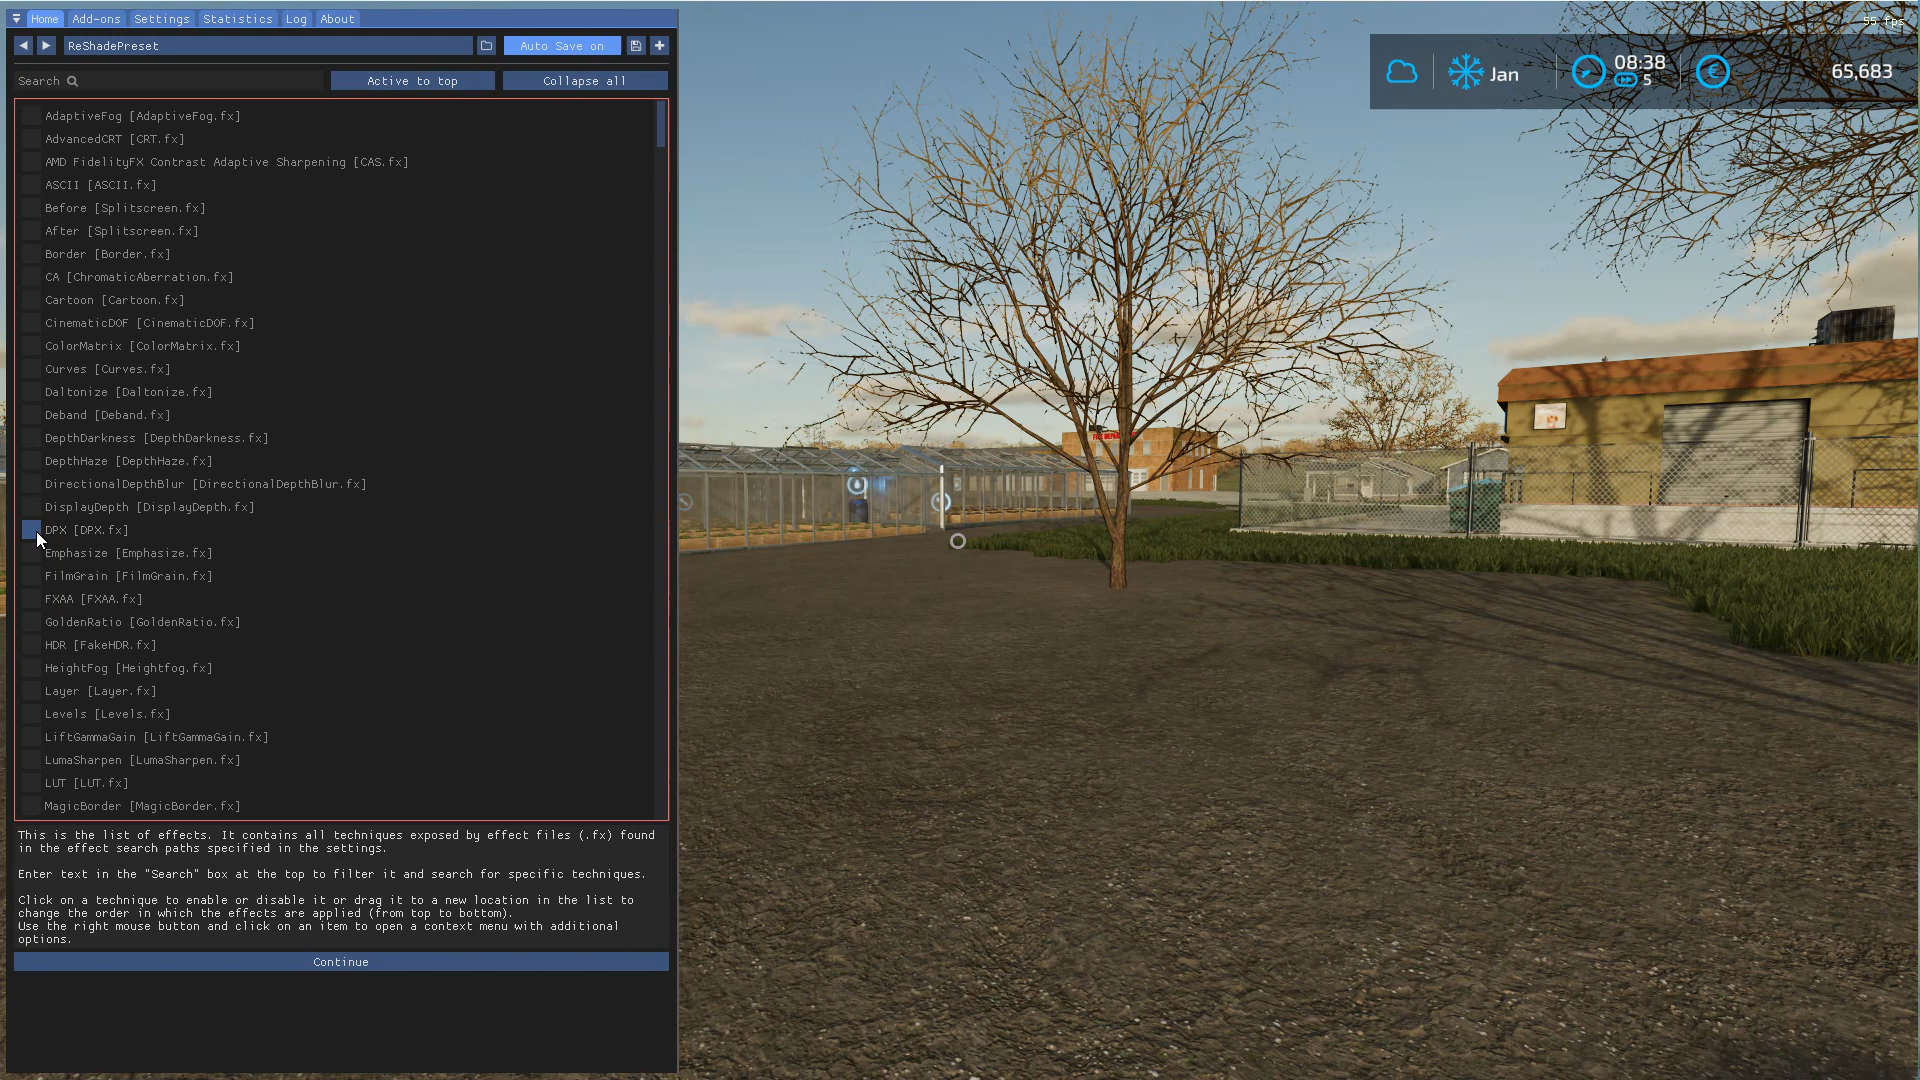 Home Add-ons Settings Statistics Log About
ReShadePreset Auto Save on
Search Active to top Collapse all
AdaptiveFog [AdaptiveFog.fx]
AdvancedCRT [CRT.fx]
AMD FidelityFX Contrast Adaptive Sharpening [CAS.fx]
ASCII [ASCII.fx]
Before [Splitscreen.fx]
After [Splitscreen.fx]
Border [Border.fx]
CA [ChromaticAberration.fx]
Cartoon [Cartoon.fx]
CinematicDOF [CinematicDOF.fx]
ColorMatrix [ColorMatrix.fx]
Curves [Curves.fx]
Daltonize [Daltonize.fx]
Deband [Deband.fx]
DepthDarkness [DepthDarkness.fx]
DepthHaze [DepthHaze.fx]
DirectionalDepthBlur [DirectionalDepthBlur.fx]
DisplayDepth [DisplayDepth.fx]
DPX [DPX.fx]
Emphasize [Emphasize.fx]
FilmGrain [FilmGrain.fx]
FXAA [FXAA.fx]
GoldenRatio [GoldenRatio.fx]
HDR [FakeHDR.fx]
HeightFog [Heightfog.fx]
Layer [Layer.fx]
Levels [Levels.fx]
LiftGammaGain [LiftGammaGain.fx]
LumaSharpen [LumaSharpen.fx]
LUT [LUT.fx]
MagicBorder [MagicBorder.fx]
This is the list of effects. It contains all techniques exposed by effect files (.fx) found
in the effect search paths specified in the settings.
Enter text in the "Search" box at the top to filter it and search for specific techniques.
Click on a technique to enable or disable it or drag it to a new location in the list to
change the order in which the effects are applied (from top to bottom).
Use the right mouse button and click on an item to open a context menu with additional
options.
Continue
55 fps
Jan
08:38
5
€
65,683